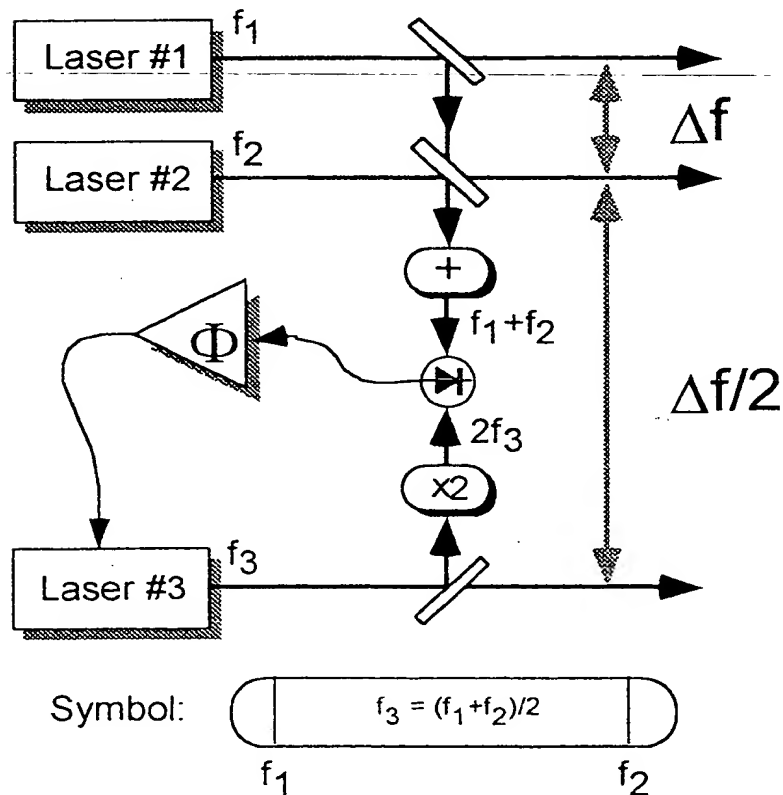 Laser #1
f1
Δf
Laser #2
f2
+
f1+f2
Φ
Δf/2
2f3
x2
Laser #3
f3
Symbol:
f3 = (f1+f2)/2
f1
f2